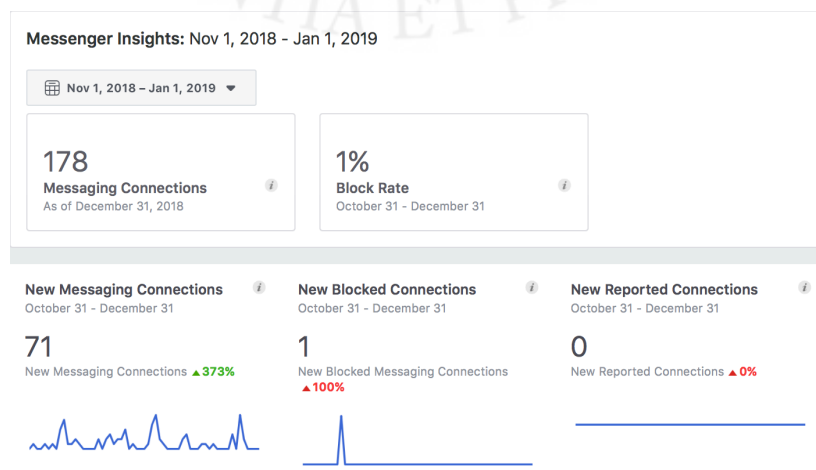 Messenger Insights: Nov 1, 2018 - Jan 1, 2019
Nov 1, 2018 – Jan 1, 2019
178
Messaging Connections
As of December 31, 2018
1%
Block Rate
October 31 - December 31
New Messaging Connections
October 31 - December 31
71
New Messaging Connections ▲373%
New Blocked Connections
October 31 - December 31
1
New Blocked Messaging Connections
▲100%
New Reported Connections
October 31 - December 31
0
New Reported Connections ▲0%